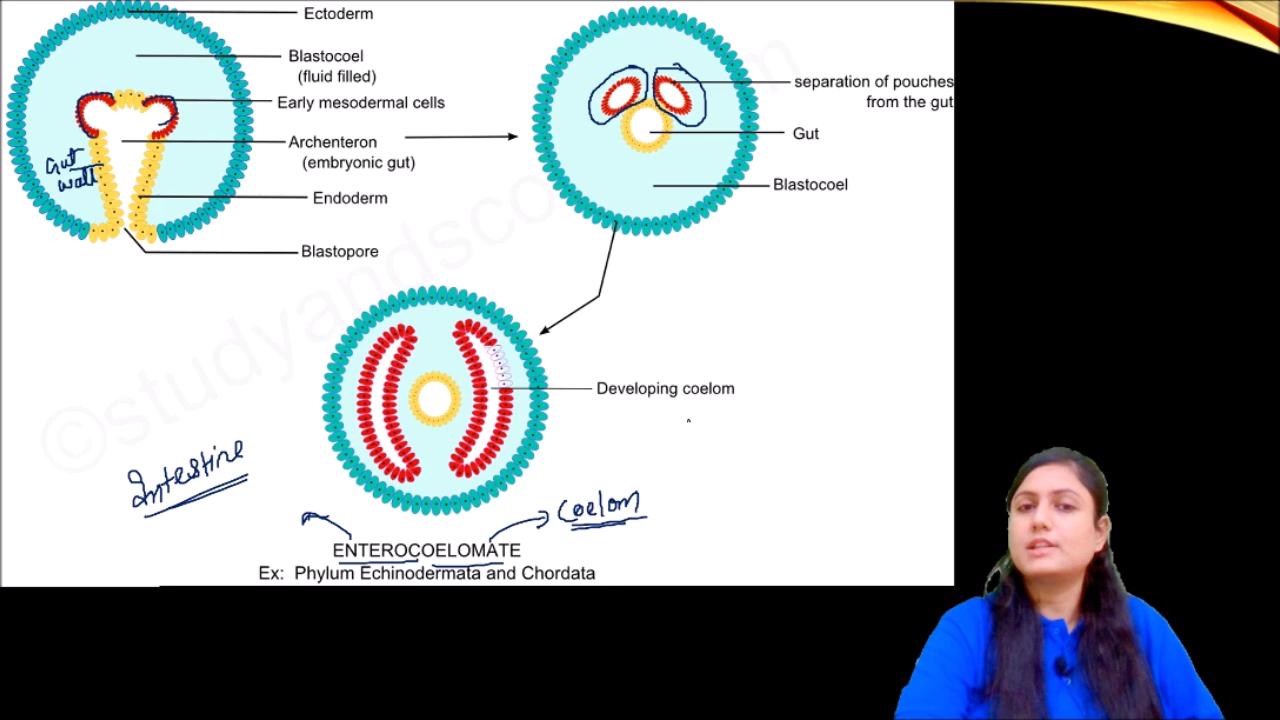 Ectoderm
Blastocoel
(fluid filled)
Early mesodermal cells
Archenteron
(embryonic gut)
Endoderm
Blastopore
Gut
wall
separation of pouches
from the gut
Gut
Blastocoel
Developing coelom
Intestine
Coelom
ENTEROCOELOMATE
Ex: Phylum Echinodermata and Chordata